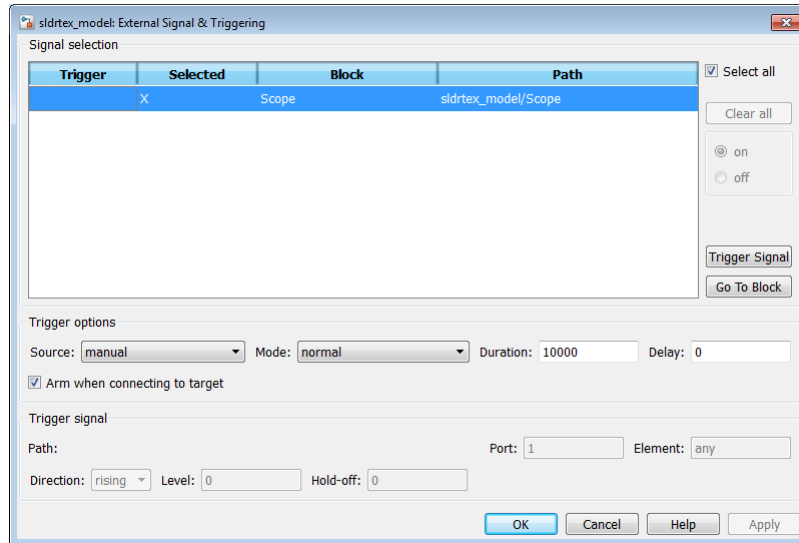 sldrtex_model: External Signal & Triggering
Signal selection
Trigger Selected Block Path
X Scope sldrtex_model/Scope
Select all
Clear all
on
off
Trigger Signal
Go To Block
Trigger options
Source: manual Mode: normal Duration: 10000 Delay: 0
Arm when connecting to target
Trigger signal
Path: Port: 1 Element: any
Direction: rising Level: 0 Hold-off: 0
OK Cancel Help Apply